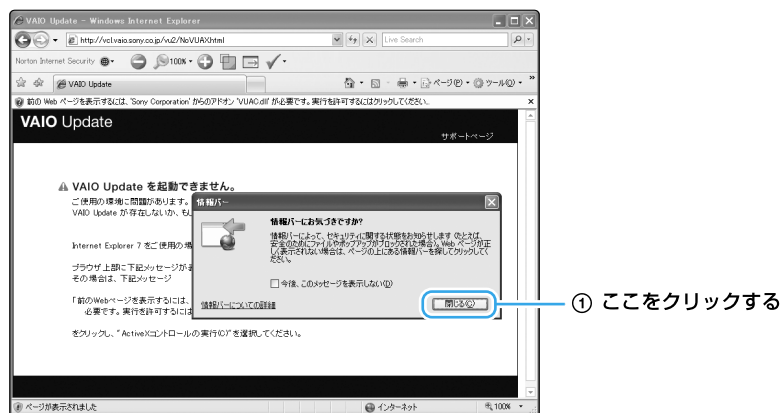 VAIO Update - Windows Internet Explorer
http://vcl.vaio.sony.co.jp/vu2/NoVUAX.html
Live Search
Norton Internet Security
100%
VAIO Update
ページ(P)
ツール(O)
前の Web ページを表示するには、'Sony Corporation' からのアドオン 'VUAC.dll' が必要です。実行を許可するにはクリックしてください。
VAIO Update
サポートページ
VAIO Update を起動できません。
ご使用の環境に問題があります。
VAIO Update が存在しないか、も
Internet Explorer 7 をご使用の場
ブラウザ上部に下記メッセージが
その場合は、下記メッセージ
「前のWebページを表示するには、
必要です。実行を許可するには
をクリックし、"ActiveXコントロールの実行(O)"を選択してください。
情報バー
情報バーにお気づきですか?
情報バーによって、セキュリティに関する状態をお知らせします (たとえば、
安全のためにファイルやポップアップがブロックされた場合)。Web ページが正
しく表示されない場合は、ページの上にある情報バーを探してクリックしてく
ださい。
今後、このメッセージを表示しない(D)
情報バーについての詳細
閉じる(C)
① ここをクリックする
ページが表示されました
インターネット
100%